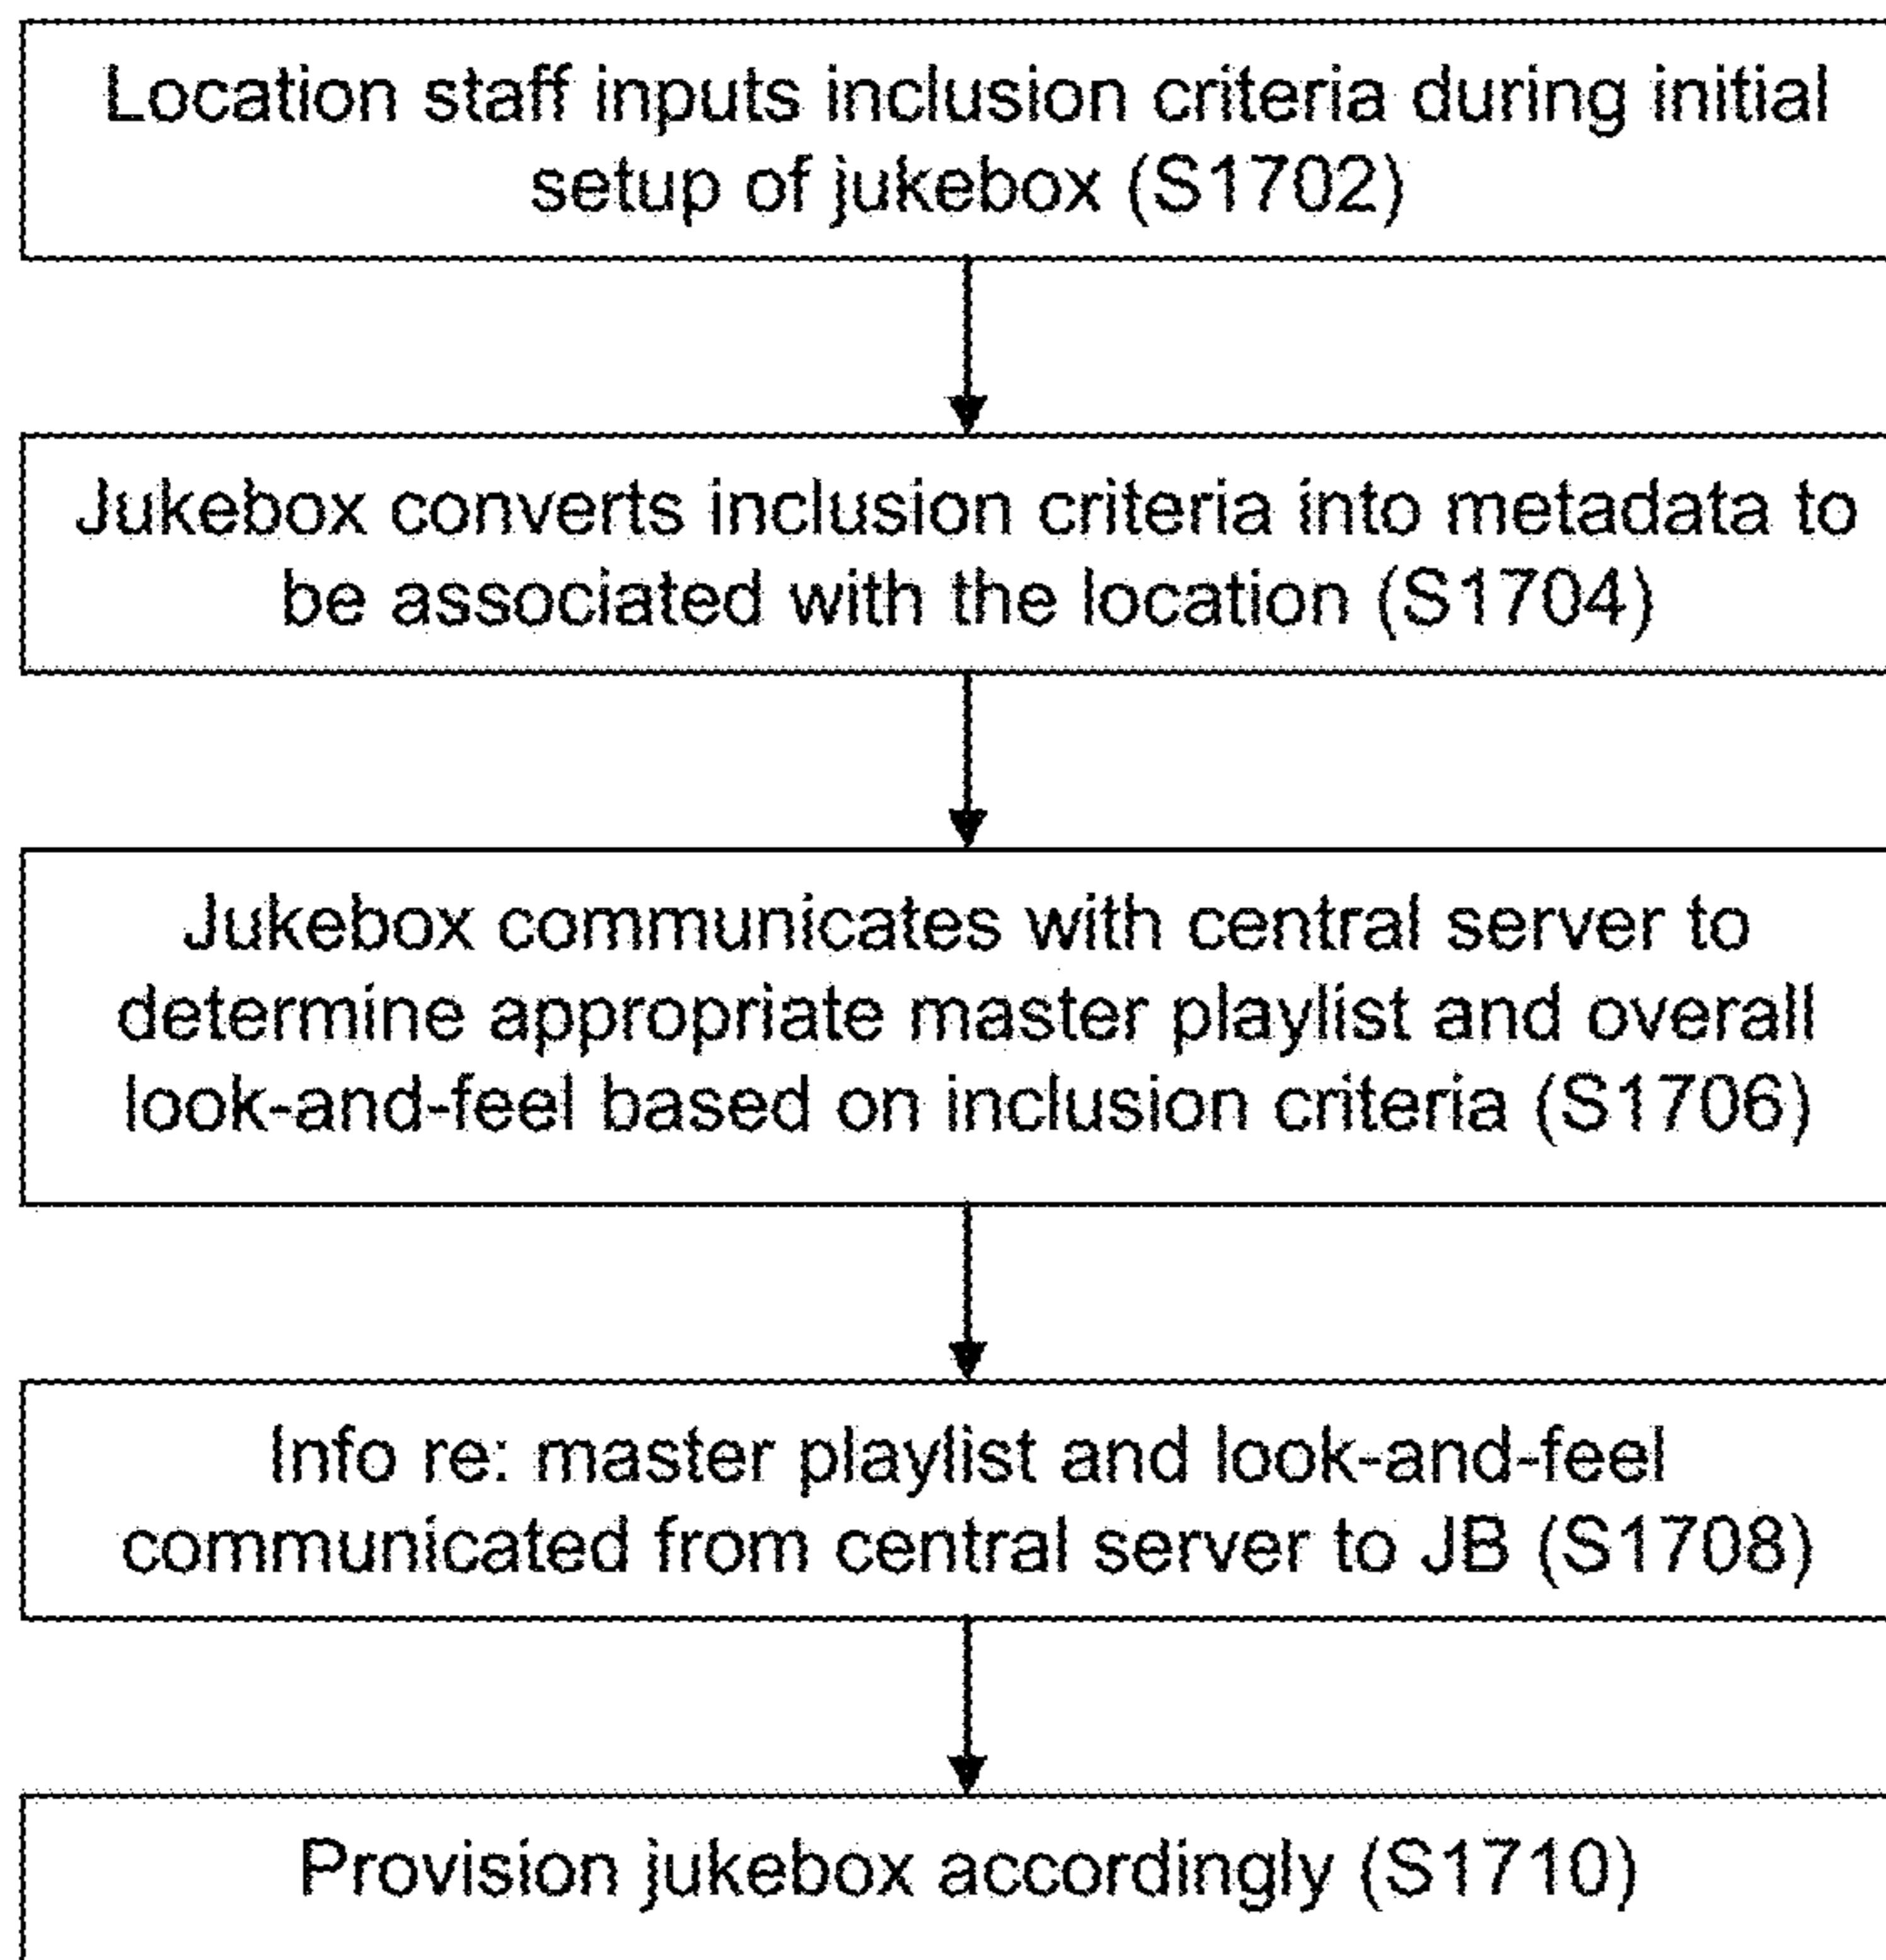 Location staff inputs inclusion criteria during initial
setup of jukebox (S1702)
Jukebox converts inclusion criteria into metadata to
be associated with the location (S1704)
Jukebox communicates with central server to
determine appropriate master playlist and overall
look-and-feel based on inclusion criteria (S1706)
Info re: master playlist and look-and-feel
communicated from central server to JB (S1708)
Provision jukebox accordingly (S1710)